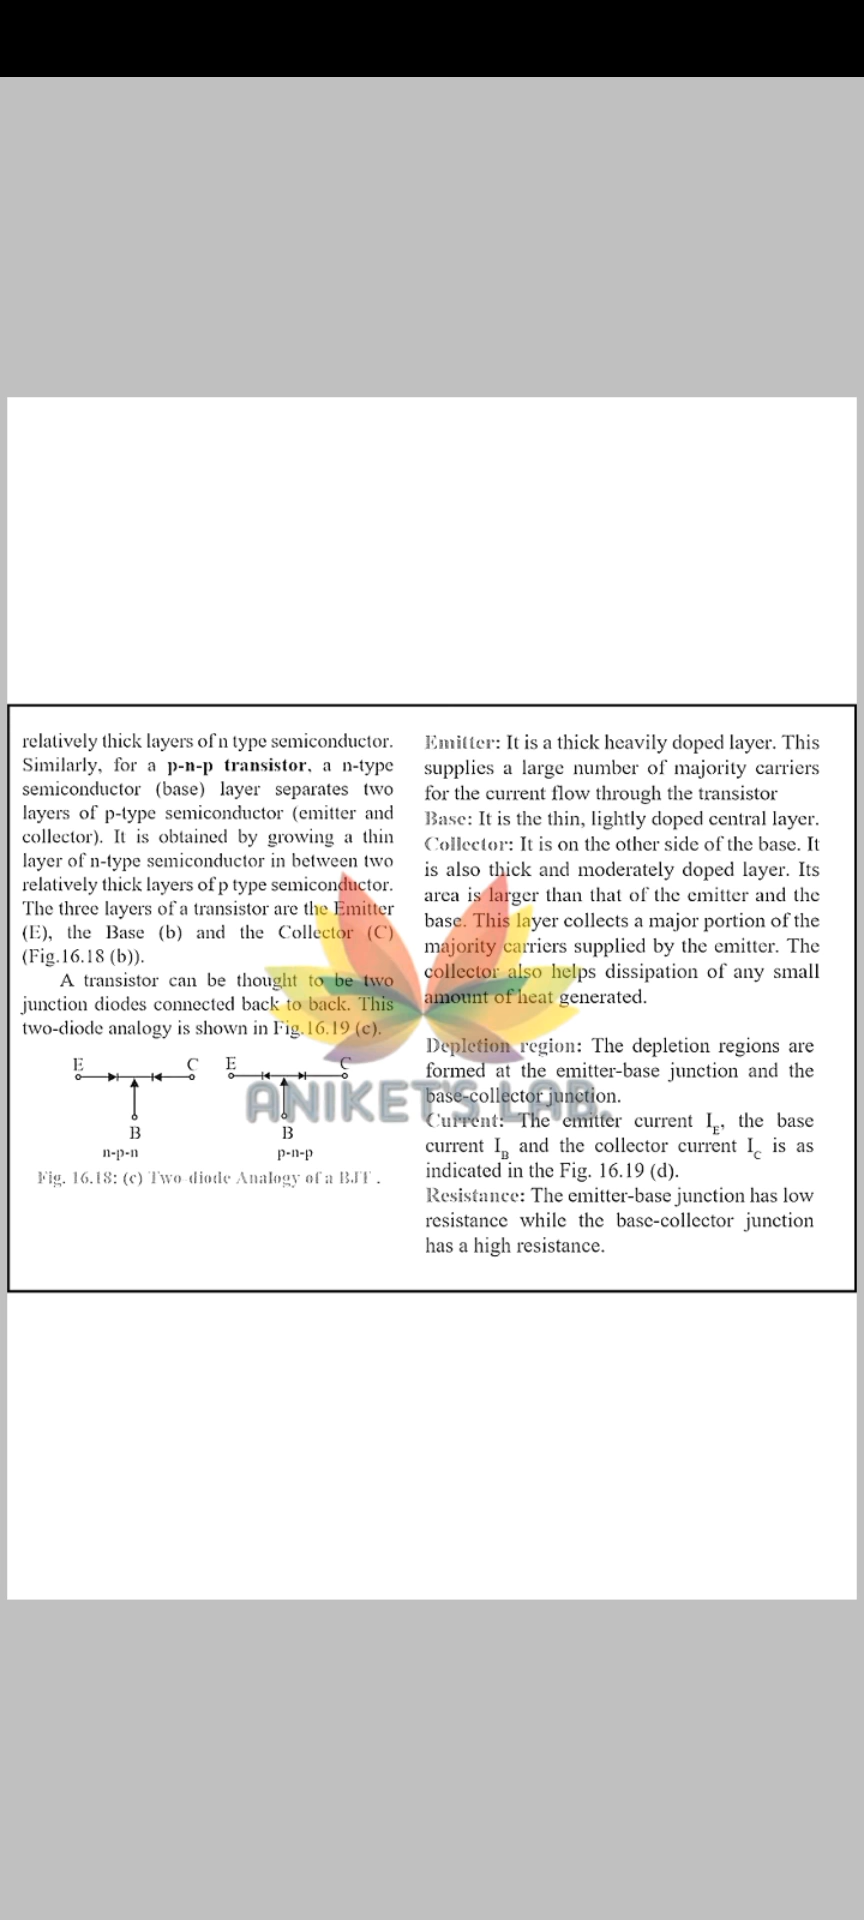 relatively thick layers of n type semiconductor.
Similarly, for a p-n-p transistor, a n-type
semiconductor (base) layer separates two
layers of p-type semiconductor (emitter and
collector). It is obtained by growing a thin
layer of n-type semiconductor in between two
relatively thick layers of p type semiconductor.
The three layers of a transistor are the Emitter
(E), the Base (b) and the Collector (C)
(Fig.16.18 (b)).
A transistor can be thought to be two
junction diodes connected back to back. This
two-diode analogy is shown in Fig.16.19 (c).
E C E C
B B
n-p-n p-n-p
Fig. 16.18: (c) Two-diode Analogy of a BJT .
Emitter: It is a thick heavily doped layer. This
supplies a large number of majority carriers
for the current flow through the transistor
Base: It is the thin, lightly doped central layer.
Collector: It is on the other side of the base. It
is also thick and moderately doped layer. Its
area is larger than that of the emitter and the
base. This layer collects a major portion of the
majority carriers supplied by the emitter. The
collector also helps dissipation of any small
amount of heat generated.
Depletion region: The depletion regions are
formed at the emitter-base junction and the
base-collector junction.
Current: The emitter current I_E, the base
current I_B and the collector current I_C is as
indicated in the Fig. 16.19 (d).
Resistance: The emitter-base junction has low
resistance while the base-collector junction
has a high resistance.
ANIKET'S LAB.